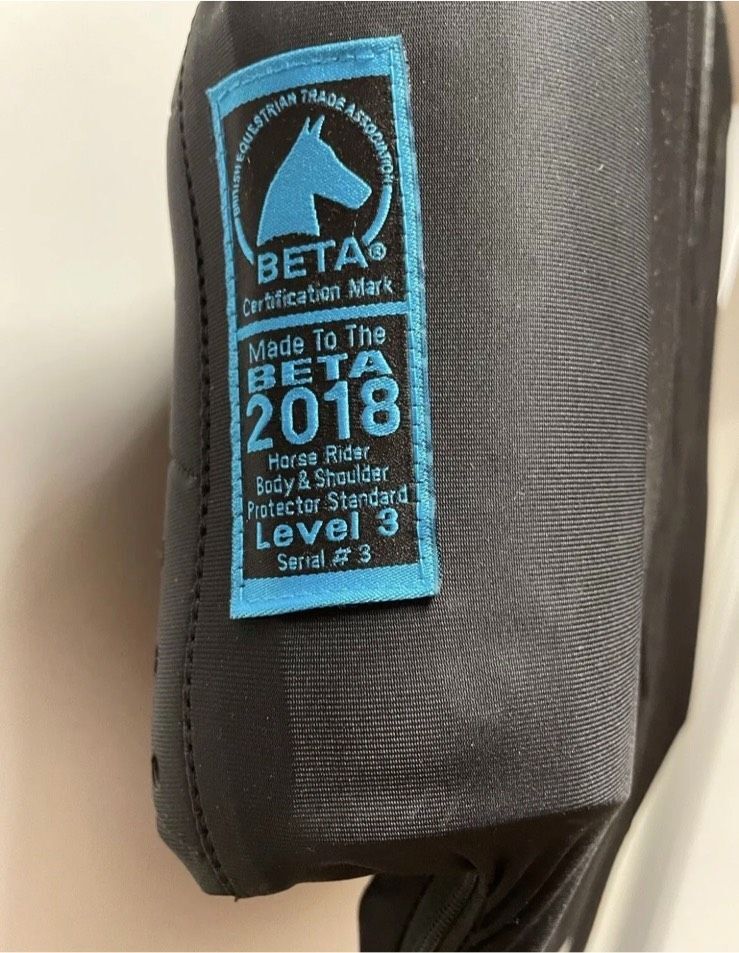 BRITISH EQUESTRIAN TRADE ASSOCIATION
BETA®
Certification Mark
Made To The
BETA
2018
Horse Rider
Body & Shoulder
Protector Standard
Level 3
Serial # 3